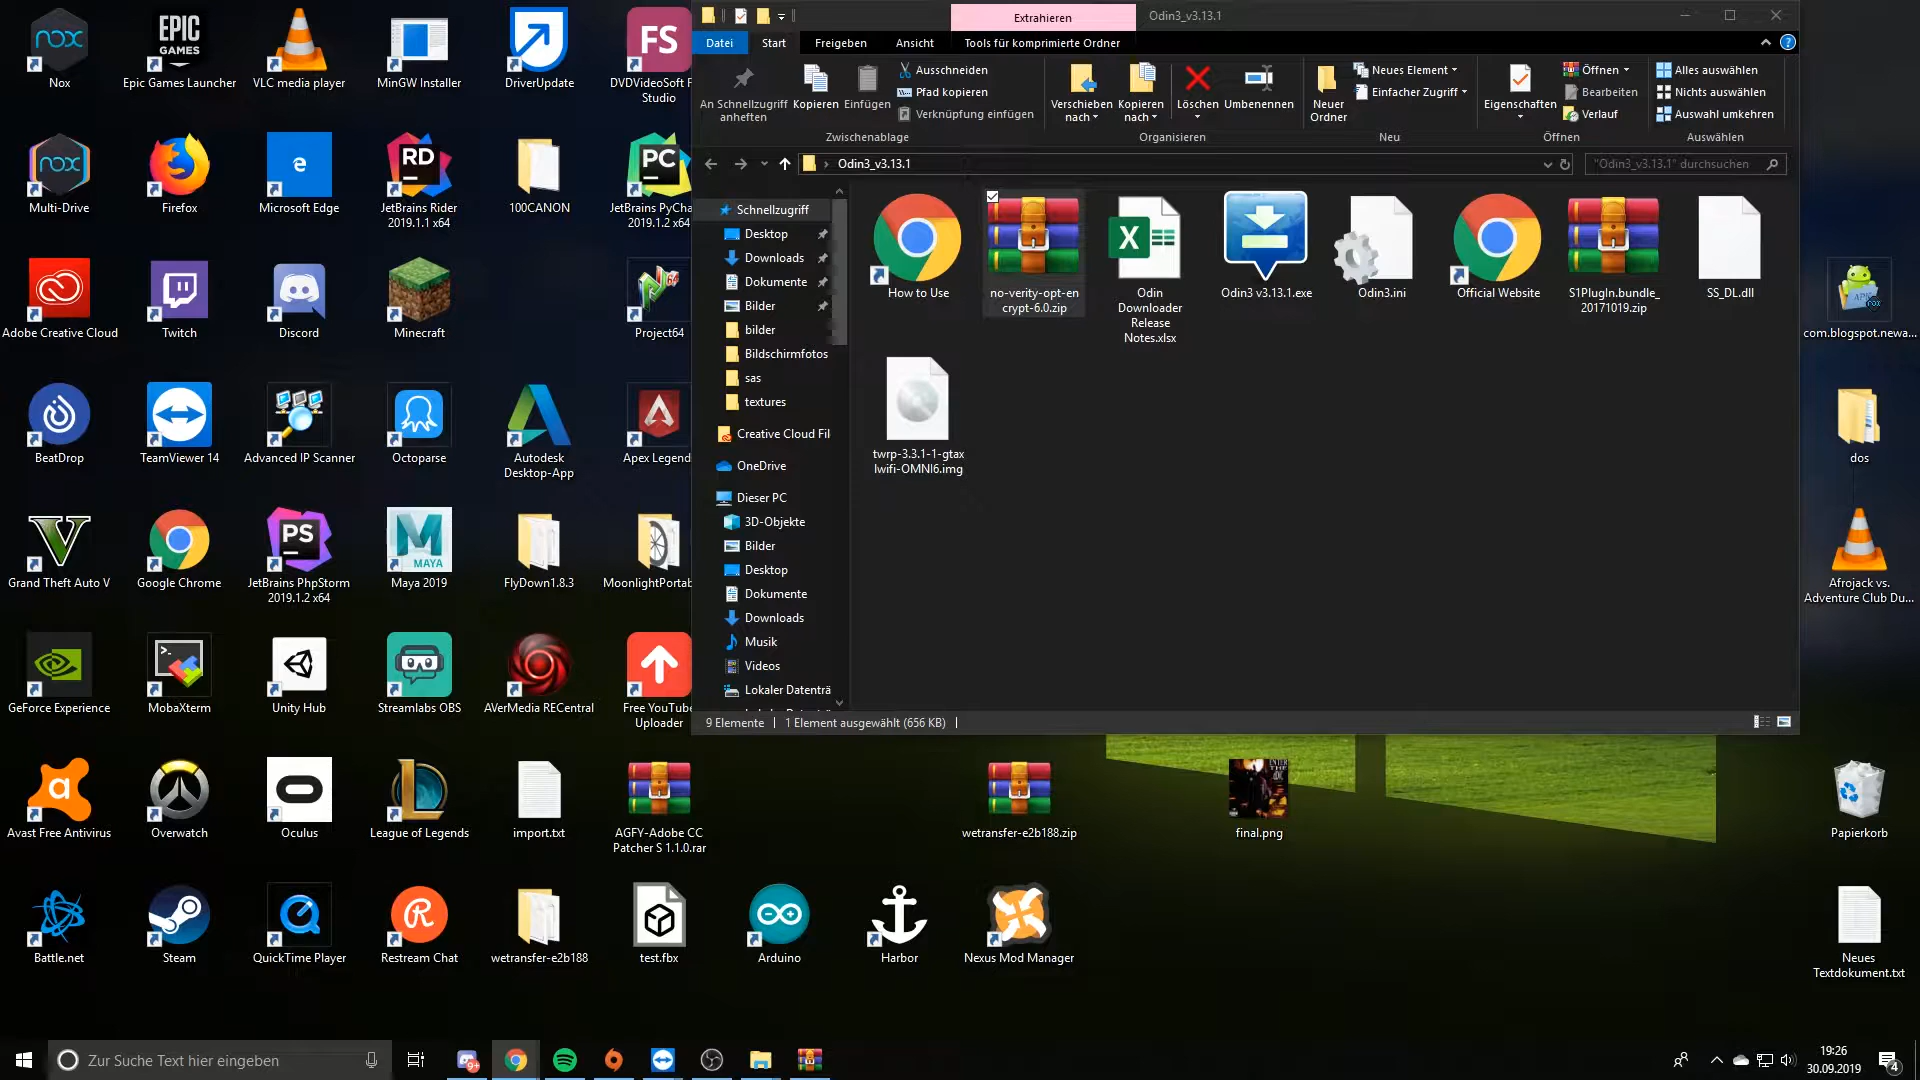 Extrahieren
Odin3_v3.13.1
Datei
Start
Freigeben
Ansicht
Tools für komprimierte Ordner
An Schnellzugriff
anheften
Kopieren
Einfügen
Ausschneiden
Pfad kopieren
Verknüpfung einfügen
Zwischenablage
Verschieben
nach
Kopieren
nach
Löschen
Umbenennen
Organisieren
Neuer
Ordner
Neues Element
Einfacher Zugriff
Neu
Eigenschaften
Öffnen
Bearbeiten
Verlauf
Öffnen
Alles auswählen
Nichts auswählen
Auswahl umkehren
Auswählen
Odin3_v3.13.1
"Odin3_v3.13.1" durchsuchen
Schnellzugriff
Desktop
Downloads
Dokumente
Bilder
bilder
Bildschirmfotos
sas
textures
Creative Cloud Fil
OneDrive
Dieser PC
3D-Objekte
Bilder
Desktop
Dokumente
Downloads
Musik
Videos
Lokaler Datenträ
How to Use
no-verity-opt-en
crypt-6.0.zip
Odin
Downloader
Release
Notes.xlsx
Odin3 v3.13.1.exe
Odin3.ini
Official Website
S1PlugIn.bundle_
20171019.zip
SS_DL.dll
twrp-3.3.1-1-gtax
lwifi-OMNI6.img
9 Elemente
1 Element ausgewählt (656 KB)
nox
Nox
EPIC
GAMES
Epic Games Launcher
VLC media player
MinGW Installer
DriverUpdate
FS
DVDVideoSoft F
Studio
nox
Multi-Drive
Firefox
Microsoft Edge
RD
JetBrains Rider
2019.1.1 x64
100CANON
PC
JetBrains PyCha
2019.1.2 x64
Adobe Creative Cloud
Twitch
Discord
Minecraft
Project64
com.blogspot.newa...
BeatDrop
TeamViewer 14
Advanced IP Scanner
Octoparse
Autodesk
Desktop-App
Apex Legend
dos
Grand Theft Auto V
Google Chrome
PS
JetBrains PhpStorm
2019.1.2 x64
MAYA
Maya 2019
FlyDown1.8.3
MoonlightPortab
Afrojack vs.
Adventure Club Du...
GeForce Experience
MobaXterm
Unity Hub
Streamlabs OBS
AVerMedia RECentral
Free YouTube
Uploader
Avast Free Antivirus
Overwatch
Oculus
League of Legends
import.txt
AGFY-Adobe CC
Patcher S 1.1.0.rar
wetransfer-e2b188.zip
final.png
Papierkorb
Battle.net
Steam
QuickTime Player
Restream Chat
wetransfer-e2b188
test.fbx
Arduino
Harbor
Nexus Mod Manager
Neues
Textdokument.txt
Zur Suche Text hier eingeben
9+
19:26
30.09.2019
4